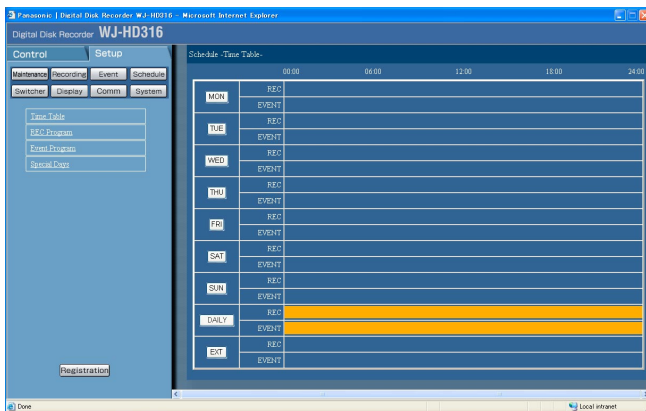 Panasonic | Digital Disk Recorder WJ-HD316 - Microsoft Internet Explorer
Digital Disk Recorder WJ-HD316
Control Setup
Maintenance Recording Event Schedule
Switcher Display Comm System
Time Table
REC Program
Event Program
Special Days
Registration
Schedule -Time Table-
00:00 06:00 12:00 18:00 24:00
MON REC
EVENT
TUE REC
EVENT
WED REC
EVENT
THU REC
EVENT
FRI REC
EVENT
SAT REC
EVENT
SUN REC
EVENT
DAILY REC
EVENT
EXT REC
EVENT
Done Local intranet